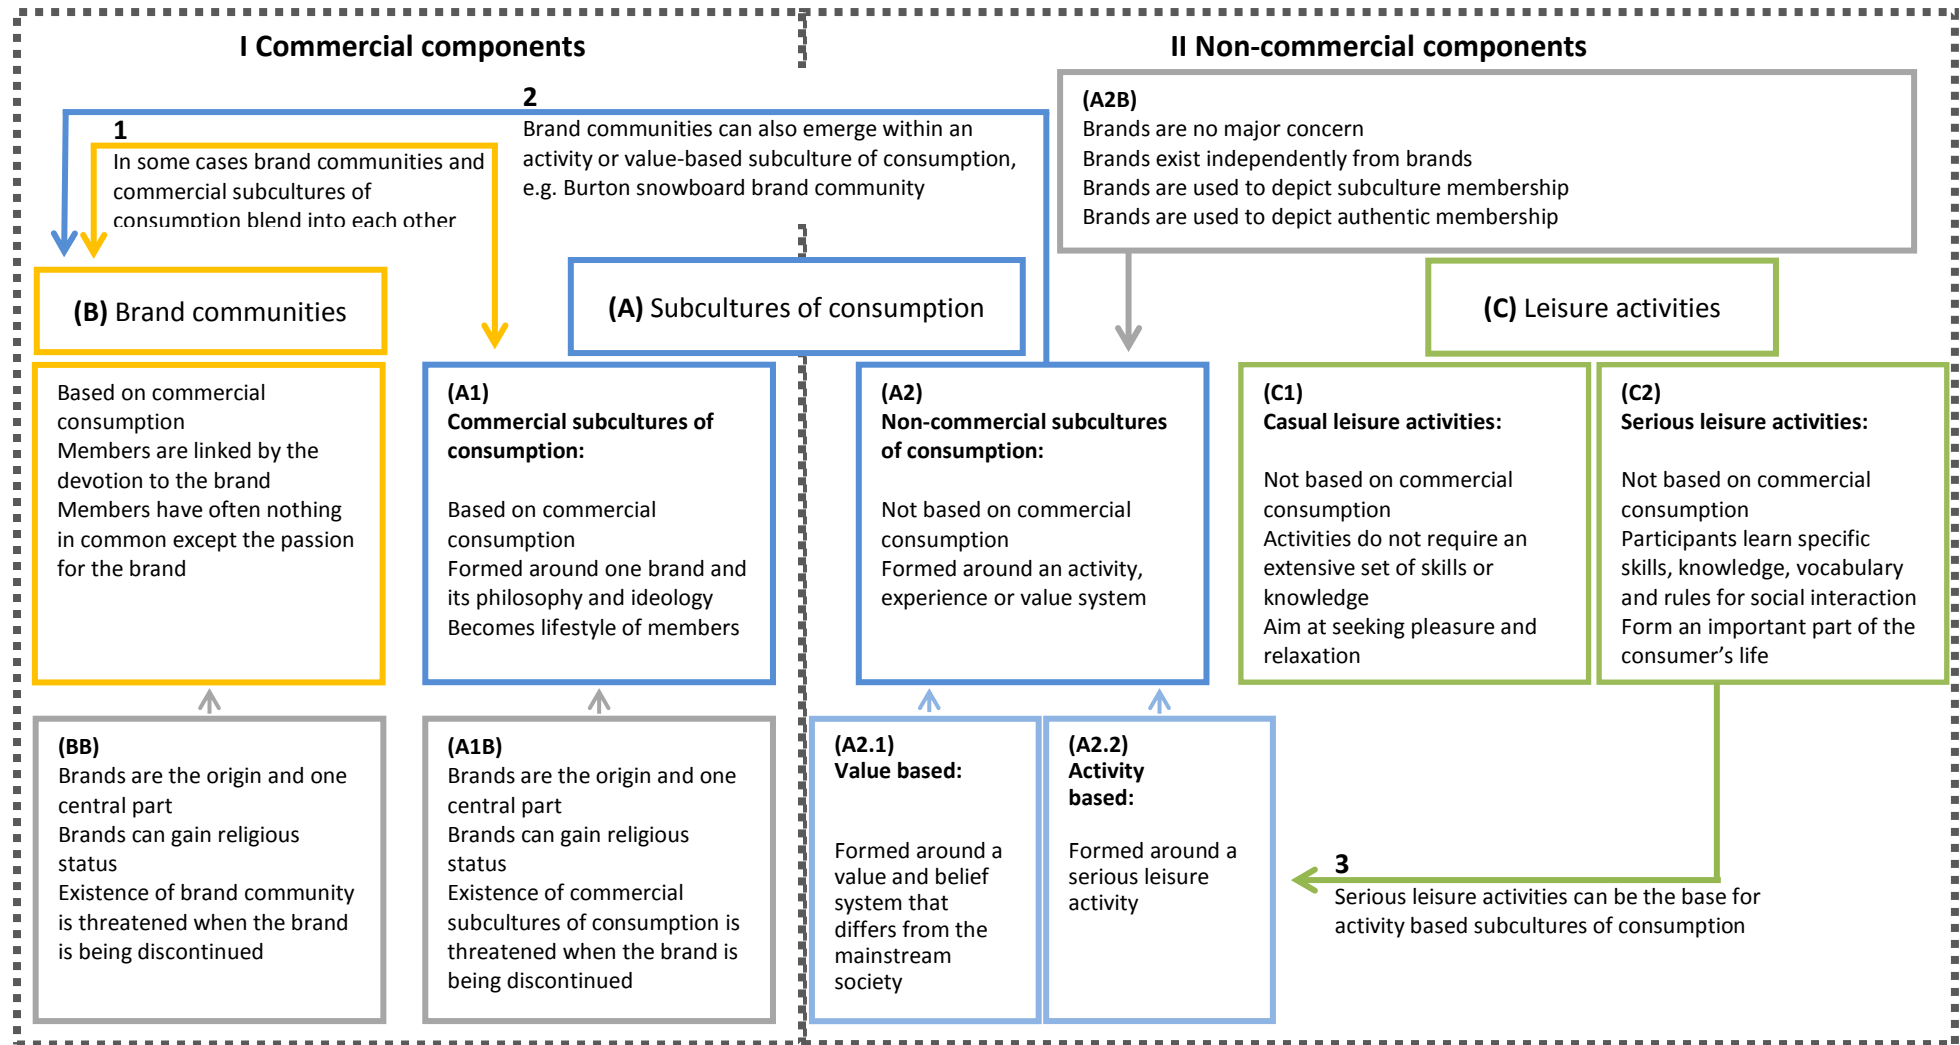 I Commercial components
II Non-commercial components
2
Brand communities can also emerge within an
activity or value-based subculture of consumption,
e.g. Burton snowboard brand community
1
In some cases brand communities and
commercial subcultures of
consumption blend into each other
(A2B)
Brands are no major concern
Brands exist independently from brands
Brands are used to depict subculture membership
Brands are used to depict authentic membership
(B) Brand communities
(A) Subcultures of consumption
(C) Leisure activities
Based on commercial
consumption
Members are linked by the
devotion to the brand
Members have often nothing
in common except the passion
for the brand
(A1)
Commercial subcultures of
consumption:
Based on commercial
consumption
Formed around one brand and
its philosophy and ideology
Becomes lifestyle of members
(A2)
Non-commercial subcultures
of consumption:
Not based on commercial
consumption
Formed around an activity,
experience or value system
(C1)
Casual leisure activities:
Not based on commercial
consumption
Activities do not require an
extensive set of skills or
knowledge
Aim at seeking pleasure and
relaxation
(C2)
Serious leisure activities:
Not based on commercial
consumption
Participants learn specific
skills, knowledge, vocabulary
and rules for social interaction
Form an important part of the
consumer’s life
(BB)
Brands are the origin and one
central part
Brands can gain religious
status
Existence of brand community
is threatened when the brand
is being discontinued
(A1B)
Brands are the origin and one
central part
Brands can gain religious
status
Existence of commercial
subcultures of consumption is
threatened when the brand is
being discontinued
(A2.1)
Value based:
Formed around a
value and belief
system that
differs from the
mainstream
society
(A2.2)
Activity
based:
Formed around a
serious leisure
activity
3
Serious leisure activities can be the base for
activity based subcultures of consumption